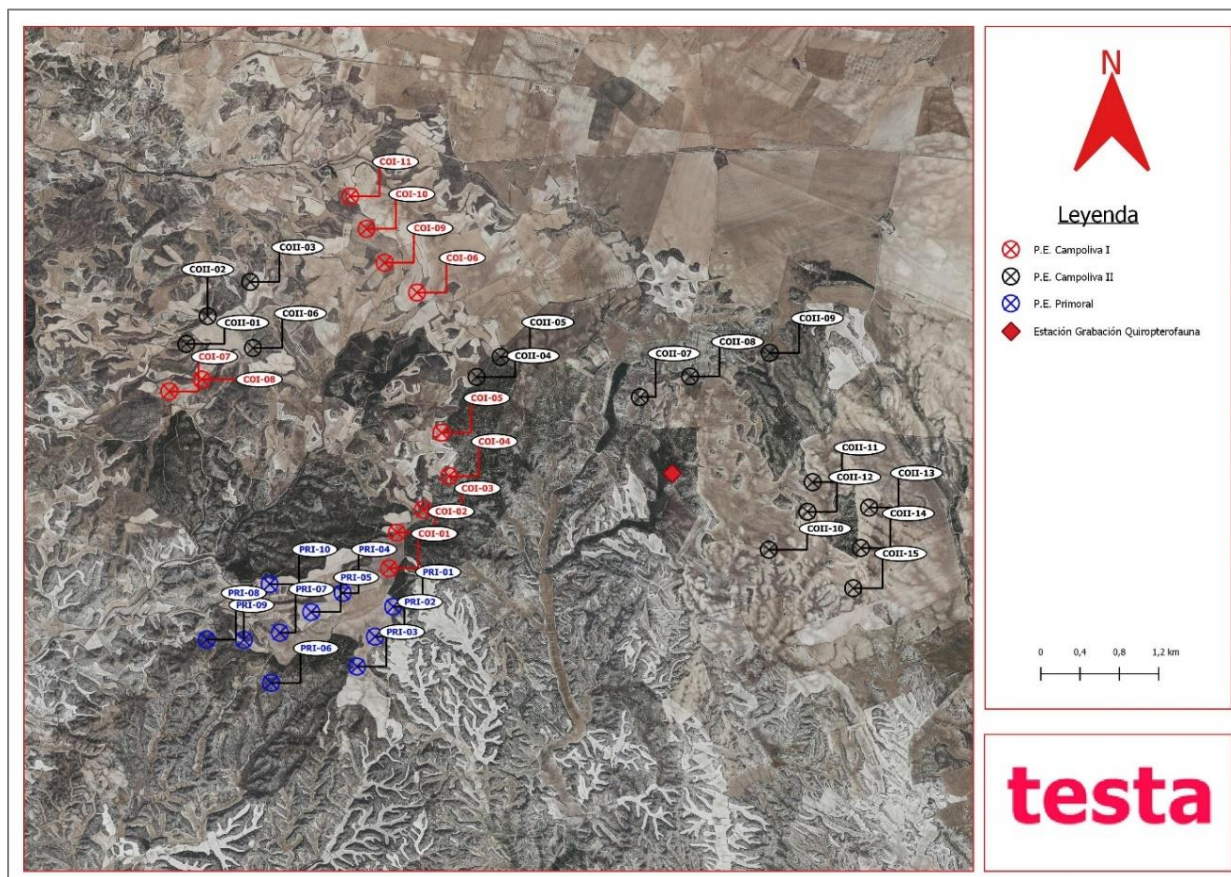 COI-11
COI-10
COI-09
COII-03
COI-06
COII-02
COII-06
COII-01
COII-05
COII-09
COII-08
COII-07
COII-04
COI-07
COI-08
COI-05
COI-04
COII-11
COII-13
COII-12
COI-03
COI-02
COII-14
COII-10
COI-01
COII-15
PRI-10
PRI-04
PRI-01
PRI-05
PRI-07
PRI-08
PRI-02
PRI-09
PRI-03
PRI-06
N
Leyenda
P.E. Campoliva I
P.E. Campoliva II
P.E. Primoral
Estación Grabación Quiropterofauna
0 0,4 0,8 1,2 km
testa